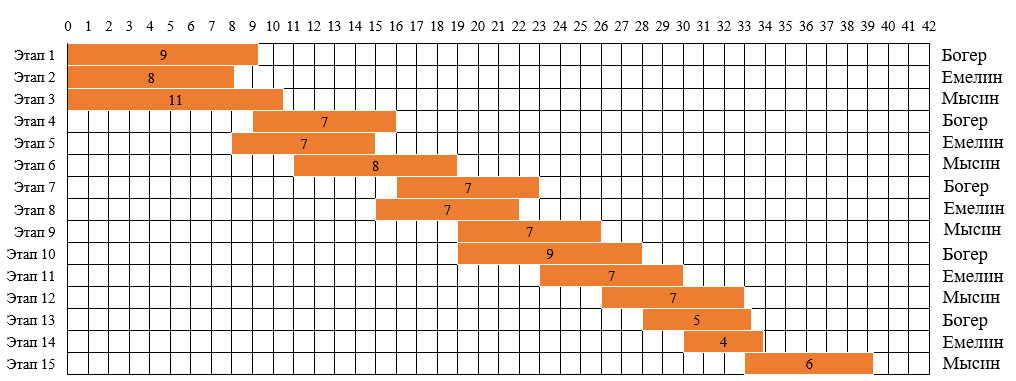 0 1 2 3 4 5 6 7 8 9 10 11 12 13 14 15 16 17 18 19 20 21 22 23 24 25 26 27 28 29 30 31 32 33 34 35 36 37 38 39 40 41 42
Этап 1 9 Богер
Этап 2 8 Емелин
Этап 3 11 Мысин
Этап 4 7 Богер
Этап 5 7 Емелин
Этап 6 8 Мысин
Этап 7 7 Богер
Этап 8 7 Емелин
Этап 9 7 Мысин
Этап 10 9 Богер
Этап 11 7 Емелин
Этап 12 7 Мысин
Этап 13 5 Богер
Этап 14 4 Емелин
Этап 15 6 Мысин